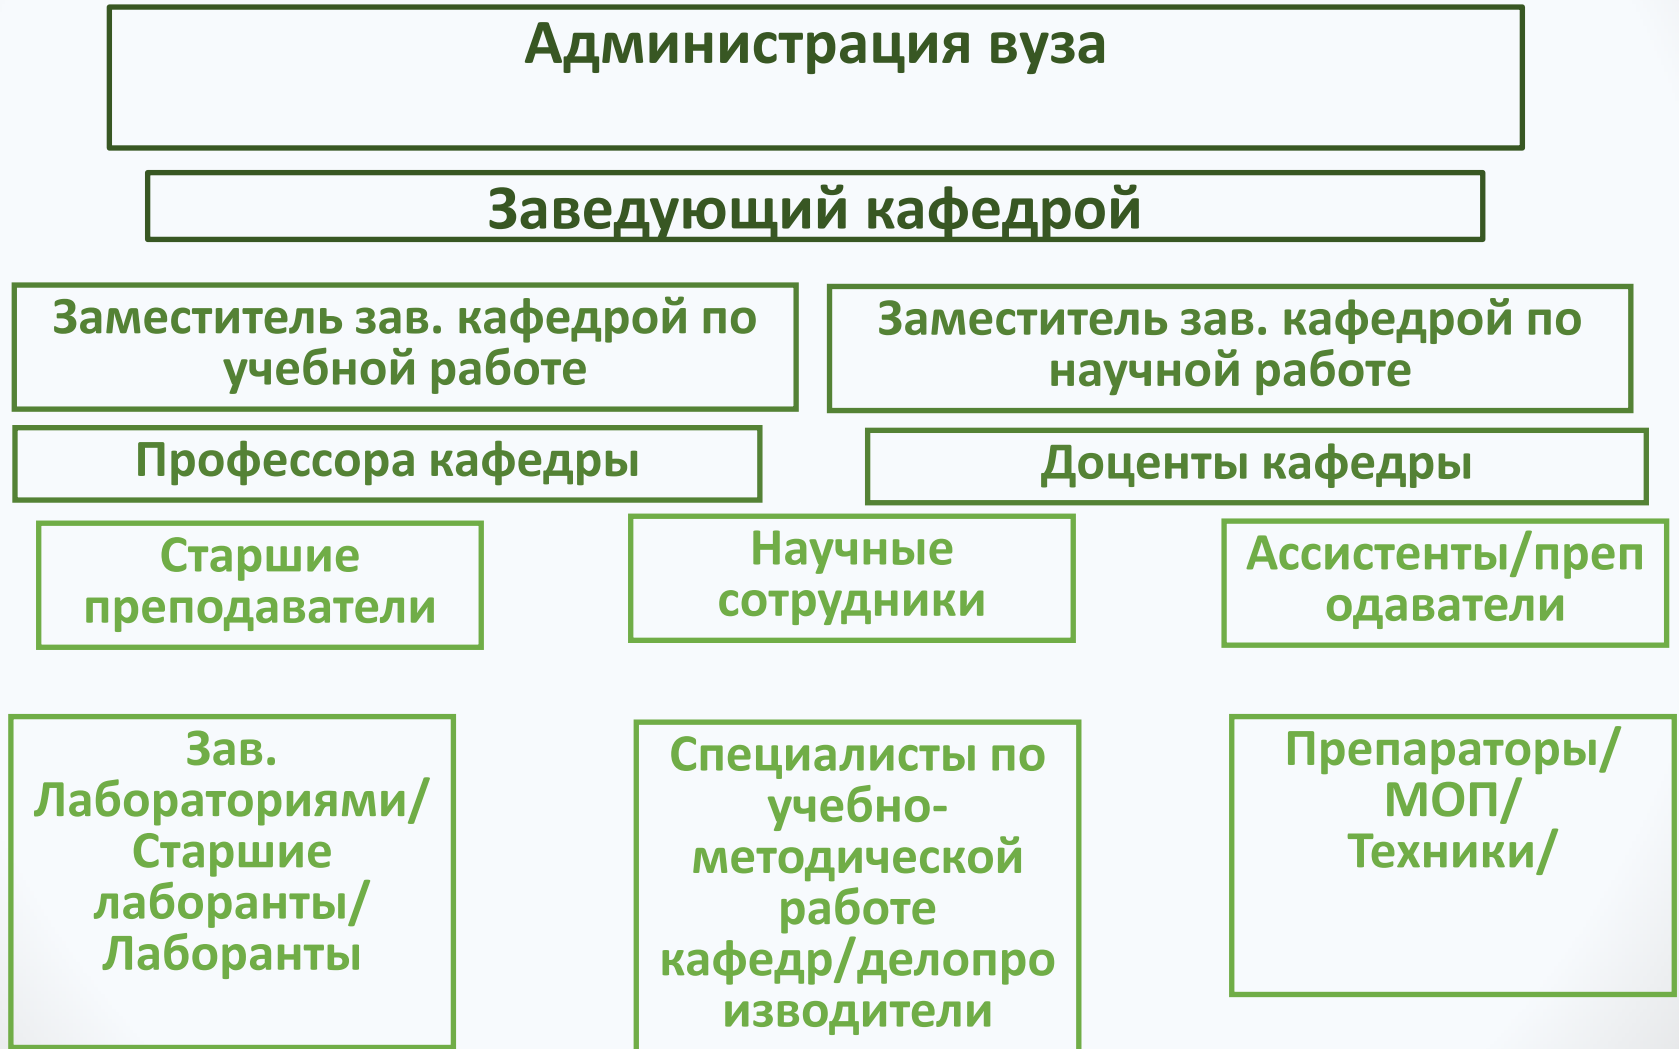 Администрация вуза
Заведующий кафедрой
Заместитель зав. кафедрой по
учебной работе
Заместитель зав. кафедрой по
научной работе
Профессора кафедры
Доценты кафедры
Старшие
преподаватели
Научные
сотрудники
Ассистенты/преп
одаватели
Зав.
Лабораториями/
Старшие
лаборанты/
Лаборанты
Специалисты по
учебно-
методической
работе
кафедр/делопро
изводители
Препараторы/
МОП/
Техники/